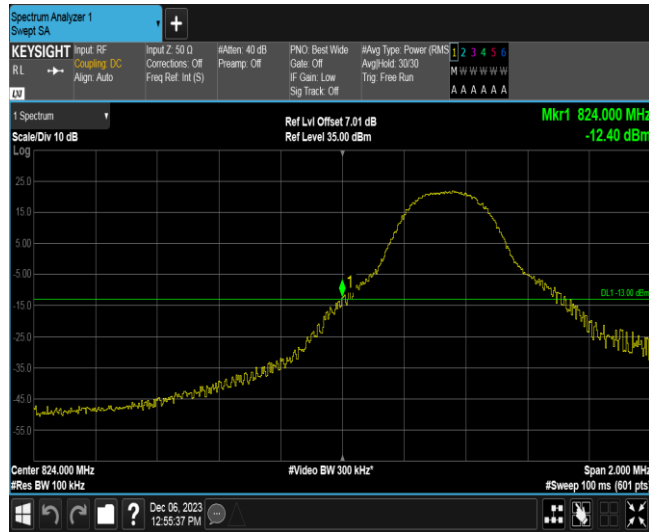 Spectrum Analyzer 1
Swept SA
+
KEYSIGHT Input: RF Input Z: 50 Ω #Atten: 40 dB PNO: Best Wide #Avg Type: Power (RMS 1 2 3 4 5 6
RL Coupling: DC Corrections: Off Preamp: Off Gate: Off Avg|Hold: 30/30 M W W W W W
Align: Auto Freq Ref: Int (S) IF Gain: Low Trig: Free Run
LXI Sig Track: Off A A A A A A
1 Spectrum
Ref Lvl Offset 7.01 dB Mkr1 824.000 MHz
Scale/Div 10 dB Ref Level 35.00 dBm -12.40 dBm
Log
25.0
15.0
5.00
-5.00
1
DL1 -13.00 dBm
-15.0
-25.0
-35.0
-45.0
-55.0
Center 824.000 MHz #Video BW 300 kHz* Span 2.000 MHz
#Res BW 100 kHz #Sweep 100 ms (601 pts)
? Dec 06, 2023
12:55:37 PM